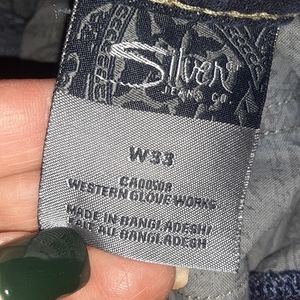 Silver
JEANS CO.
W33
CA00508
WESTERN GLOVE WORKS
MADE IN BANGLADESH/
FAIT AU BANGLADESH